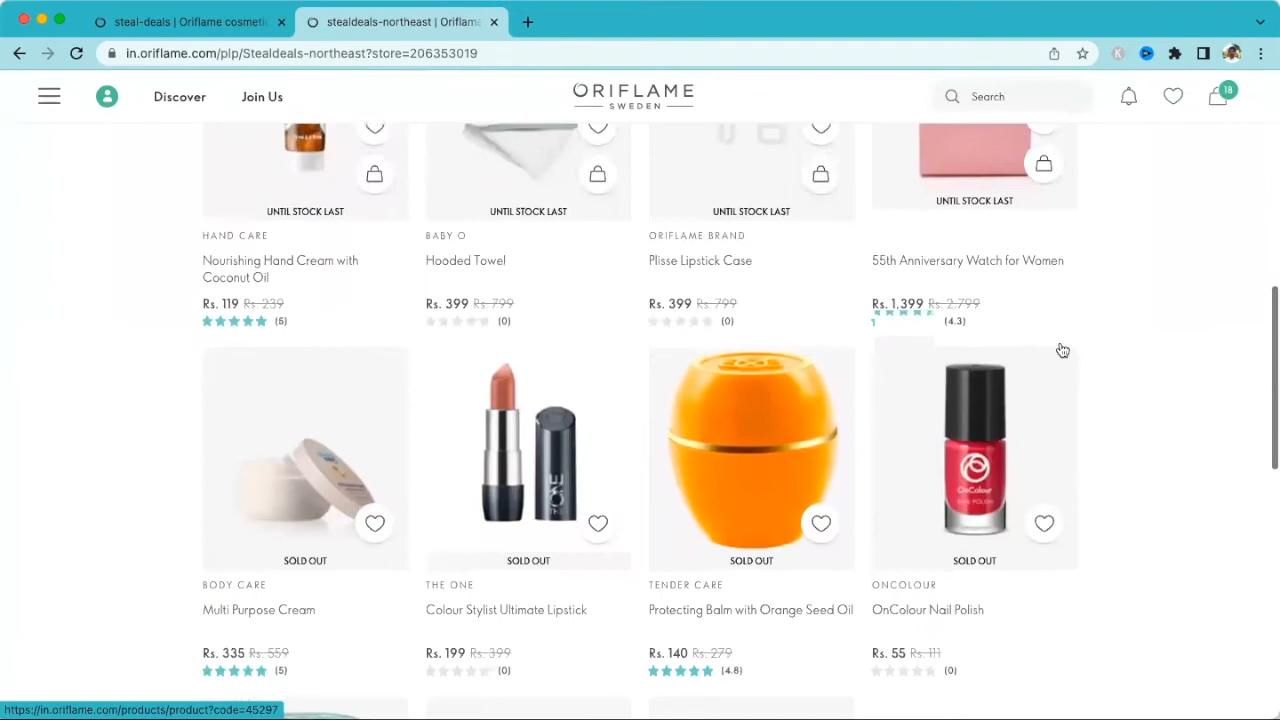 steal-deals | Oriflame cosmetic
stealdeals-northeast | Oriflame
in.oriflame.com/plp/Stealdeals-northeast?store=206353019
Discover
Join Us
ORIFLAME
SWEDEN
Search
18
UNTIL STOCK LAST
UNTIL STOCK LAST
UNTIL STOCK LAST
UNTIL STOCK LAST
HAND CARE
Nourishing Hand Cream with
Coconut Oil
Rs. 119 Rs. 239
(5)
BABY O
Hooded Towel
Rs. 399 Rs. 799
(0)
ORIFLAME BRAND
Plisse Lipstick Case
Rs. 399 Rs. 799
(0)
55th Anniversary Watch for Women
Rs. 1,399 Rs. 2,799
(4.3)
SOLD OUT
BODY CARE
Multi Purpose Cream
Rs. 335 Rs. 559
(5)
ONE
SOLD OUT
THE ONE
Colour Stylist Ultimate Lipstick
Rs. 199 Rs. 399
(0)
SOLD OUT
TENDER CARE
Protecting Balm with Orange Seed Oil
Rs. 140 Rs. 279
(4.8)
OnColour
NAIL POLISH
SOLD OUT
ONCOLOUR
OnColour Nail Polish
Rs. 55 Rs. 111
(0)
https://in.oriflame.com/products/product?code=45297